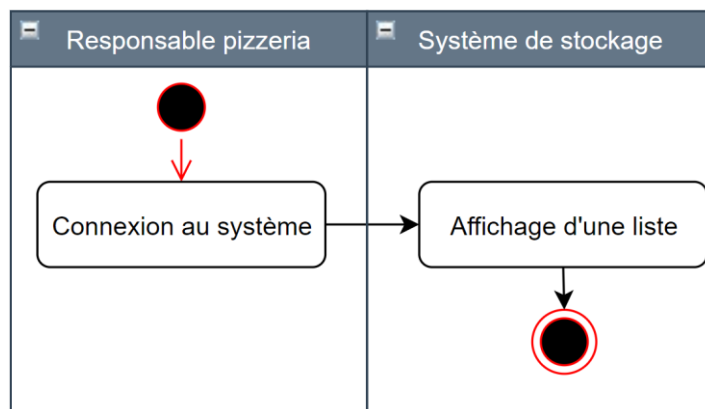 Responsable pizzeria
Système de stockage
Connexion au système
Affichage d'une liste